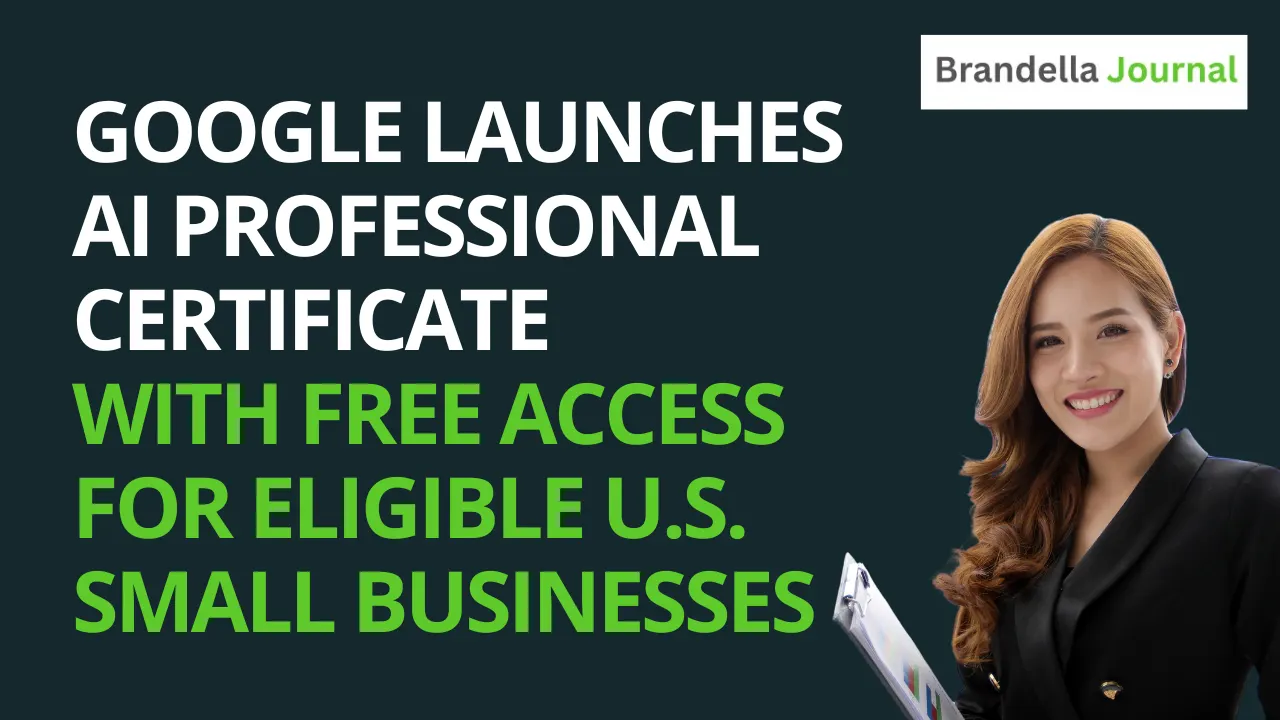 Brandella Journal
GOOGLE LAUNCHES
AI PROFESSIONAL
CERTIFICATE
WITH FREE ACCESS
FOR ELIGIBLE U.S.
SMALL BUSINESSES